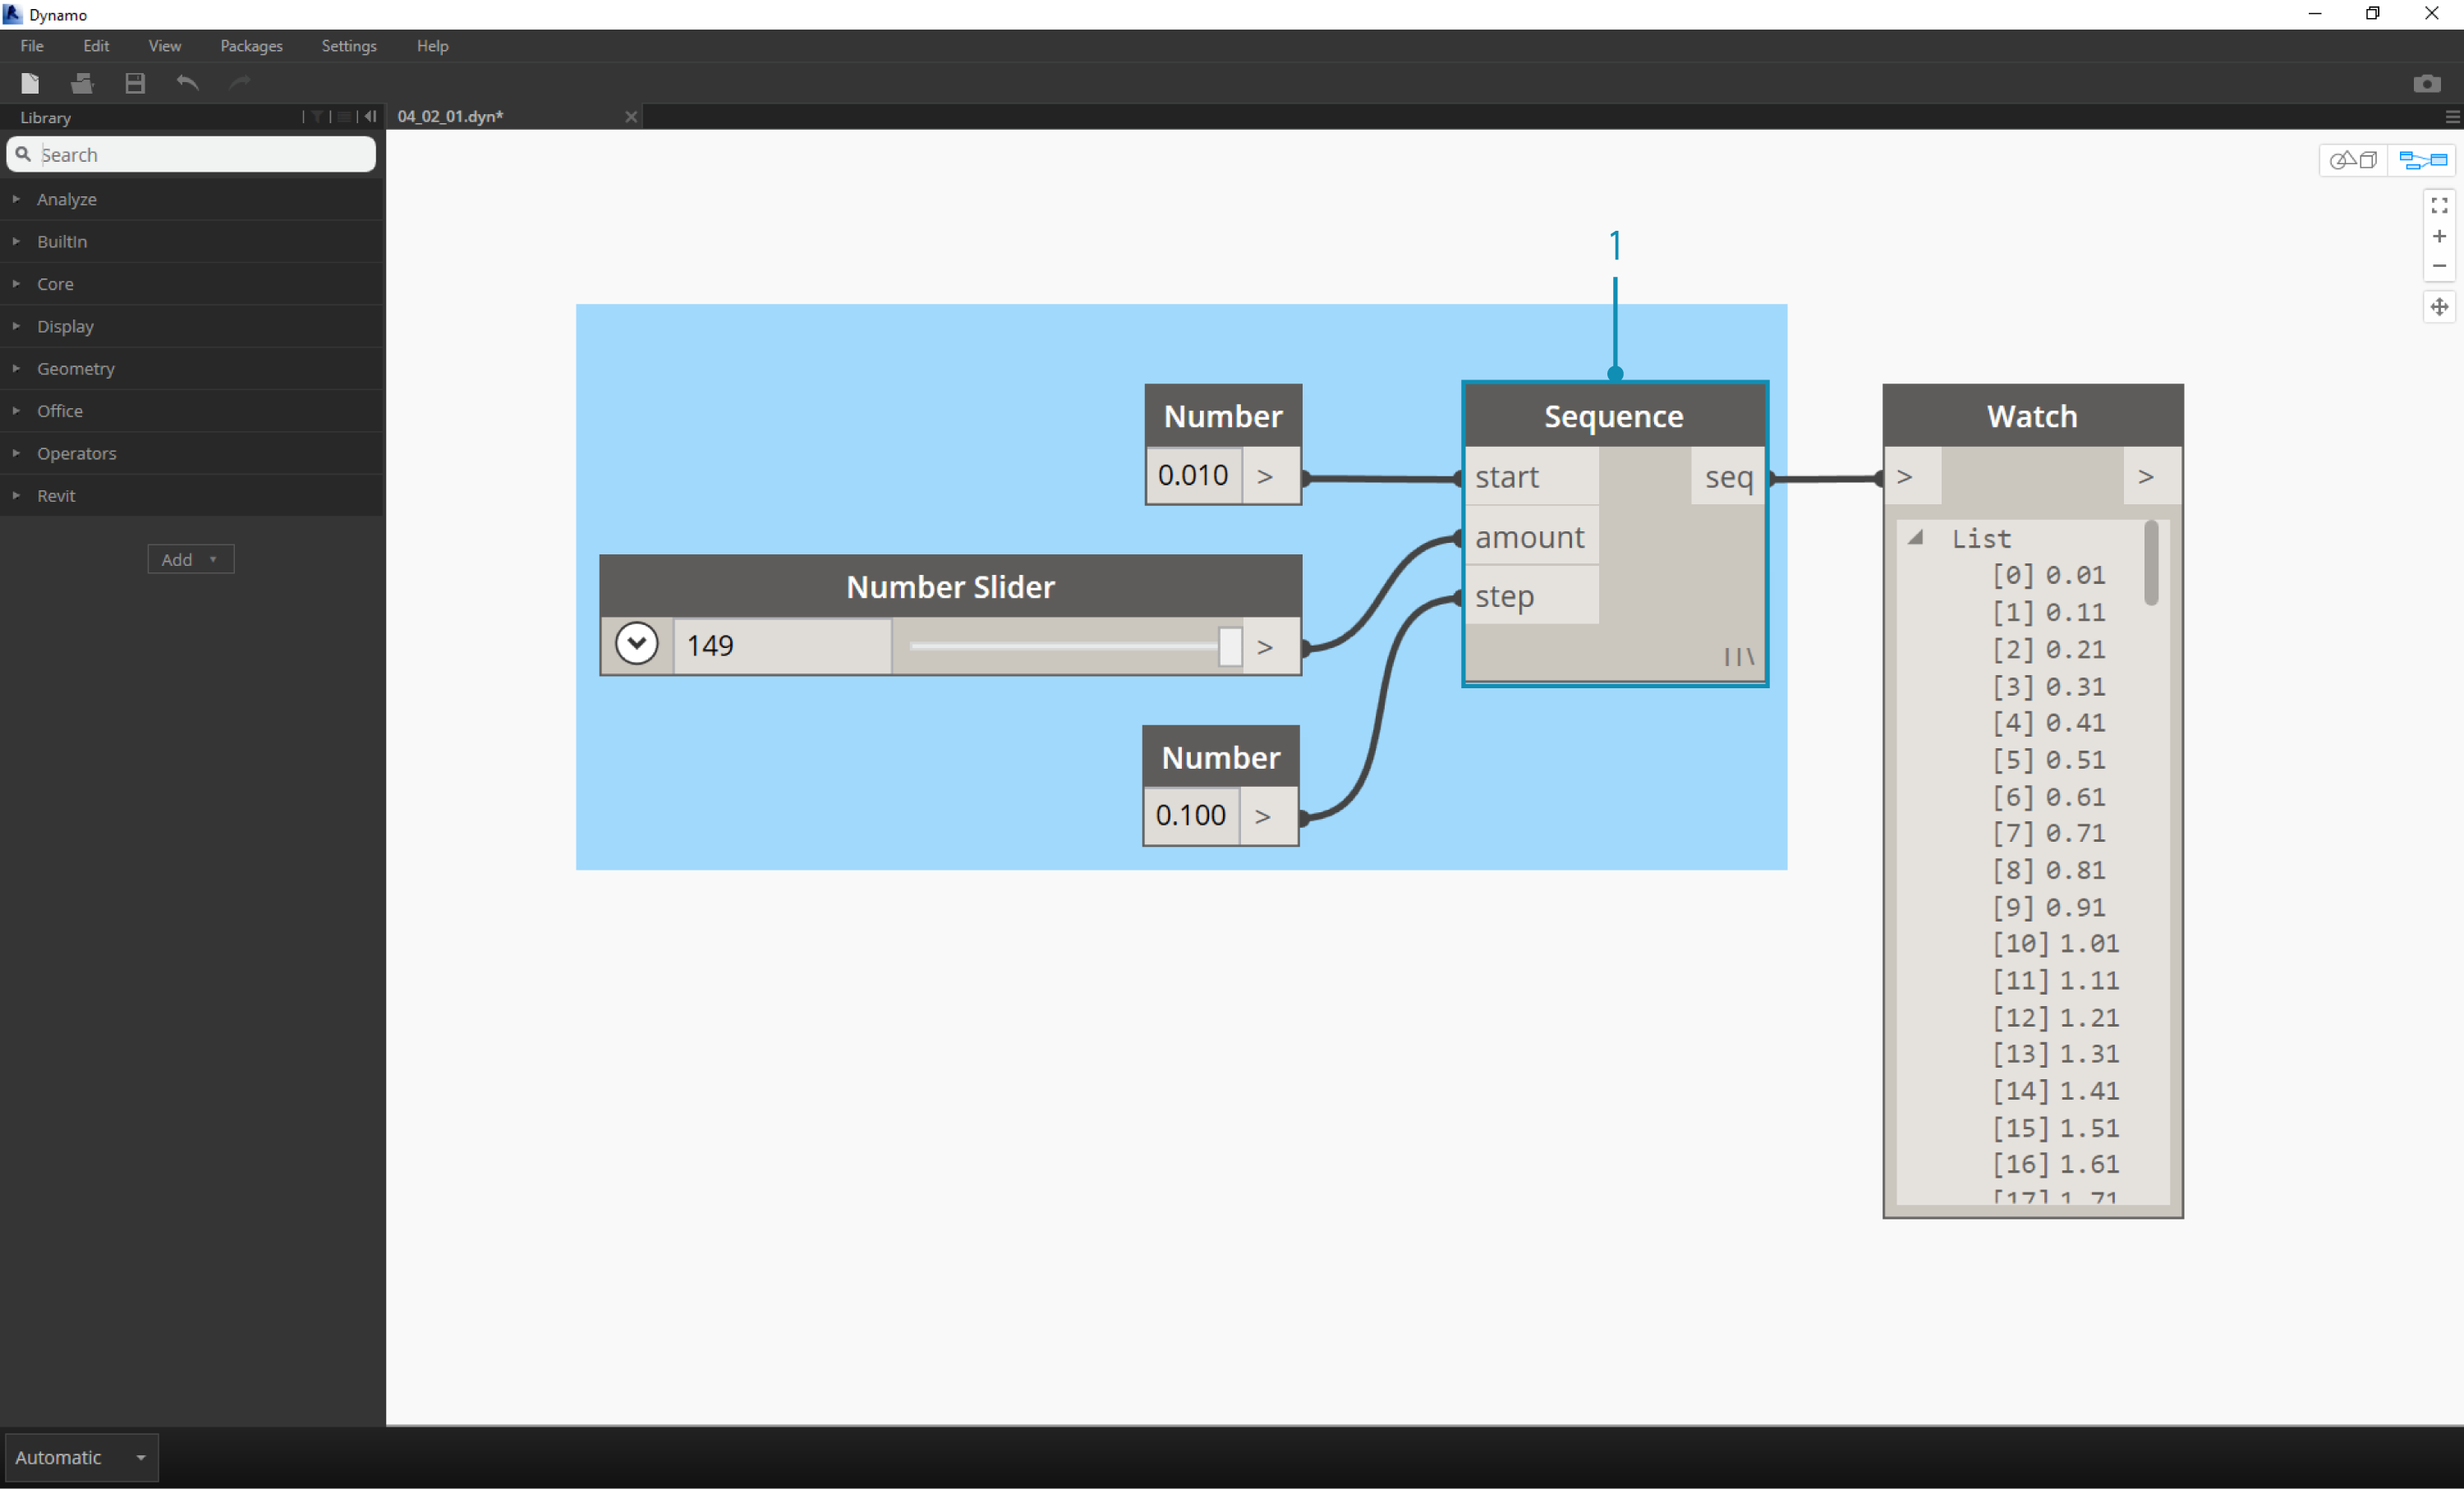 Dynamo
File Edit View Packages Settings Help
Library
04_02_01.dyn*
Search
Analyze
BuiltIn
Core
Display
Geometry
Office
Operators
Revit
Add
1
Number
0.010 >
Number Slider
149 >
Number
0.100 >
Sequence
start seq
amount
step
Watch
> >
List
[0] 0.01
[1] 0.11
[2] 0.21
[3] 0.31
[4] 0.41
[5] 0.51
[6] 0.61
[7] 0.71
[8] 0.81
[9] 0.91
[10] 1.01
[11] 1.11
[12] 1.21
[13] 1.31
[14] 1.41
[15] 1.51
[16] 1.61
[17] 1.71
Automatic